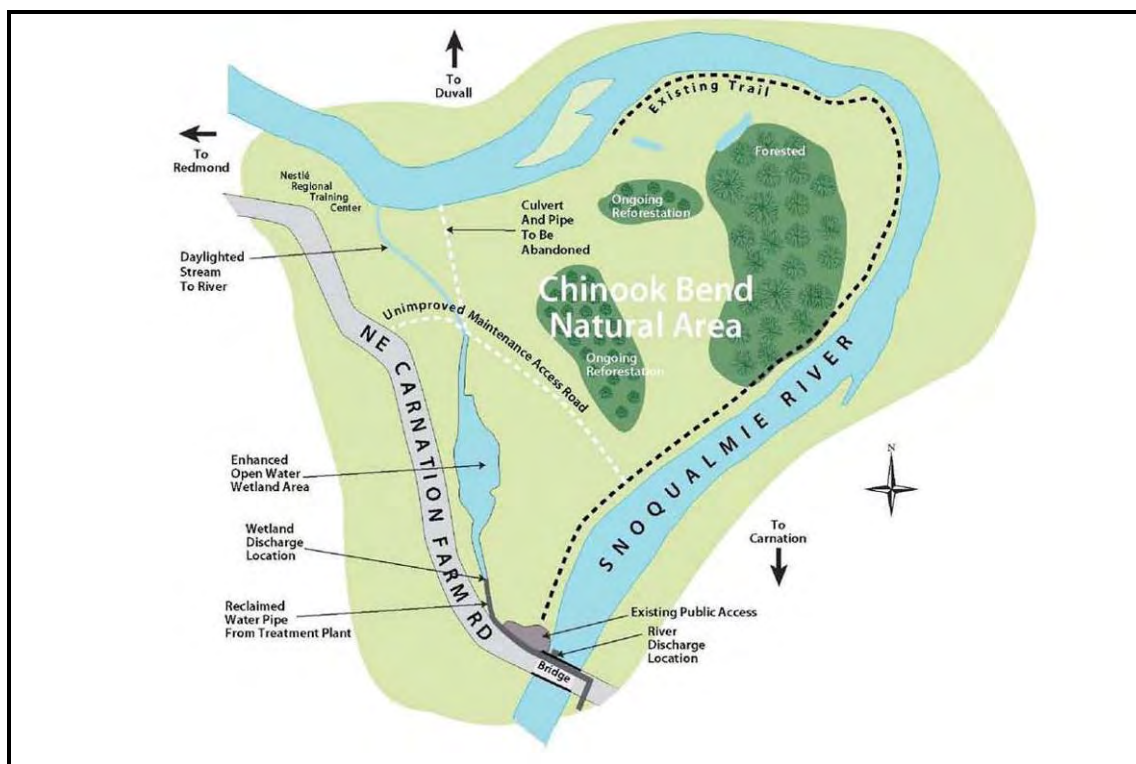 To
Duvall
To
Redmond
Existing Trail
Nestlé
Regional
Training
Center
Forested
Culvert
And Pipe
To Be
Abandoned
Ongoing
Reforestation
Daylighted
Stream
To River
Chinook Bend
Natural Area
Unimproved Maintenance Access Road
Ongoing
Reforestation
NE CARNATION FARM RD
SNOQUALMIE RIVER
N
Enhanced
Open Water
Wetland Area
To
Carnation
Wetland
Discharge
Location
Reclaimed
Water Pipe
From Treatment Plant
Existing Public Access
River
Discharge
Location
Bridge